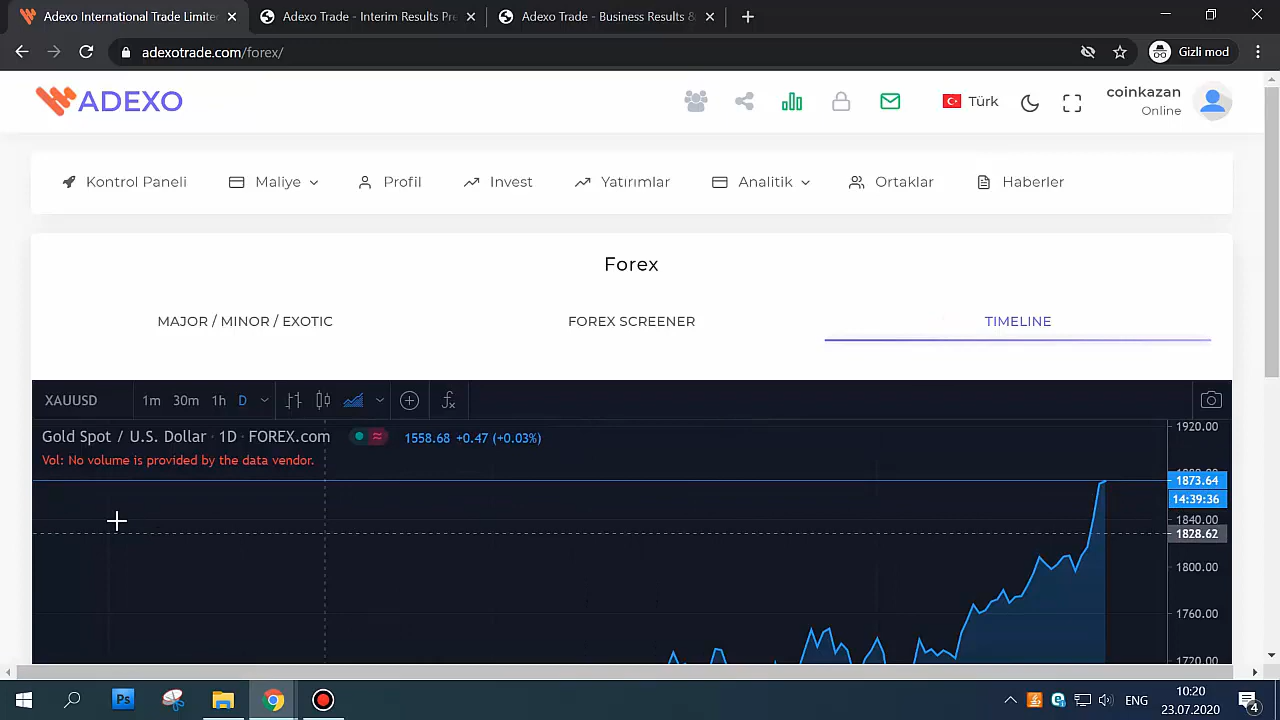 Adexo International Trade Limite
Adexo Trade - Interim Results Pre
Adexo Trade - Business Results &
adexotrade.com/forex/
Gizli mod
ADEXO
Türk
coinkazan
Online
Kontrol Paneli
Maliye
Profil
Invest
Yatırımlar
Analitik
Ortaklar
Haberler
Forex
MAJOR / MINOR / EXOTIC
FOREX SCREENER
TIMELINE
XAUUSD
1m 30m 1h D
Gold Spot / U.S. Dollar · 1D · FOREX.com
1558.68 +0.47 (+0.03%)
Vol: No volume is provided by the data vendor.
1920.00
1873.64
14:39:36
1840.00
1828.62
1800.00
1760.00
1720.00
Ps
ENG
10:20
23.07.2020
4